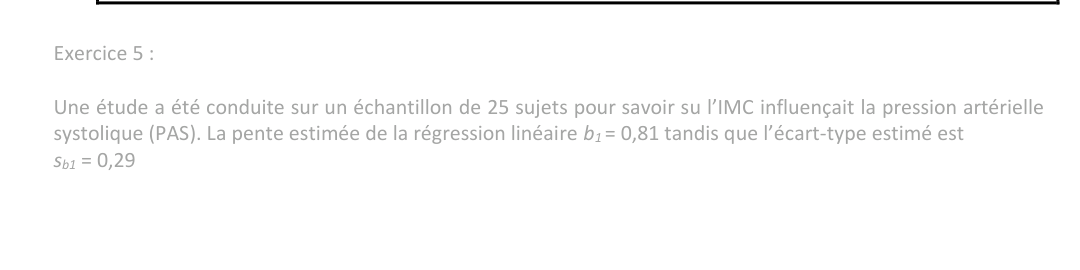 Exercice 5 :
Une étude a été conduite sur un échantillon de 25 sujets pour savoir su l’IMC influençait la pression artérielle
systolique (PAS). La pente estimée de la régression linéaire b1 = 0,81 tandis que l’écart-type estimé est
sb1 = 0,29